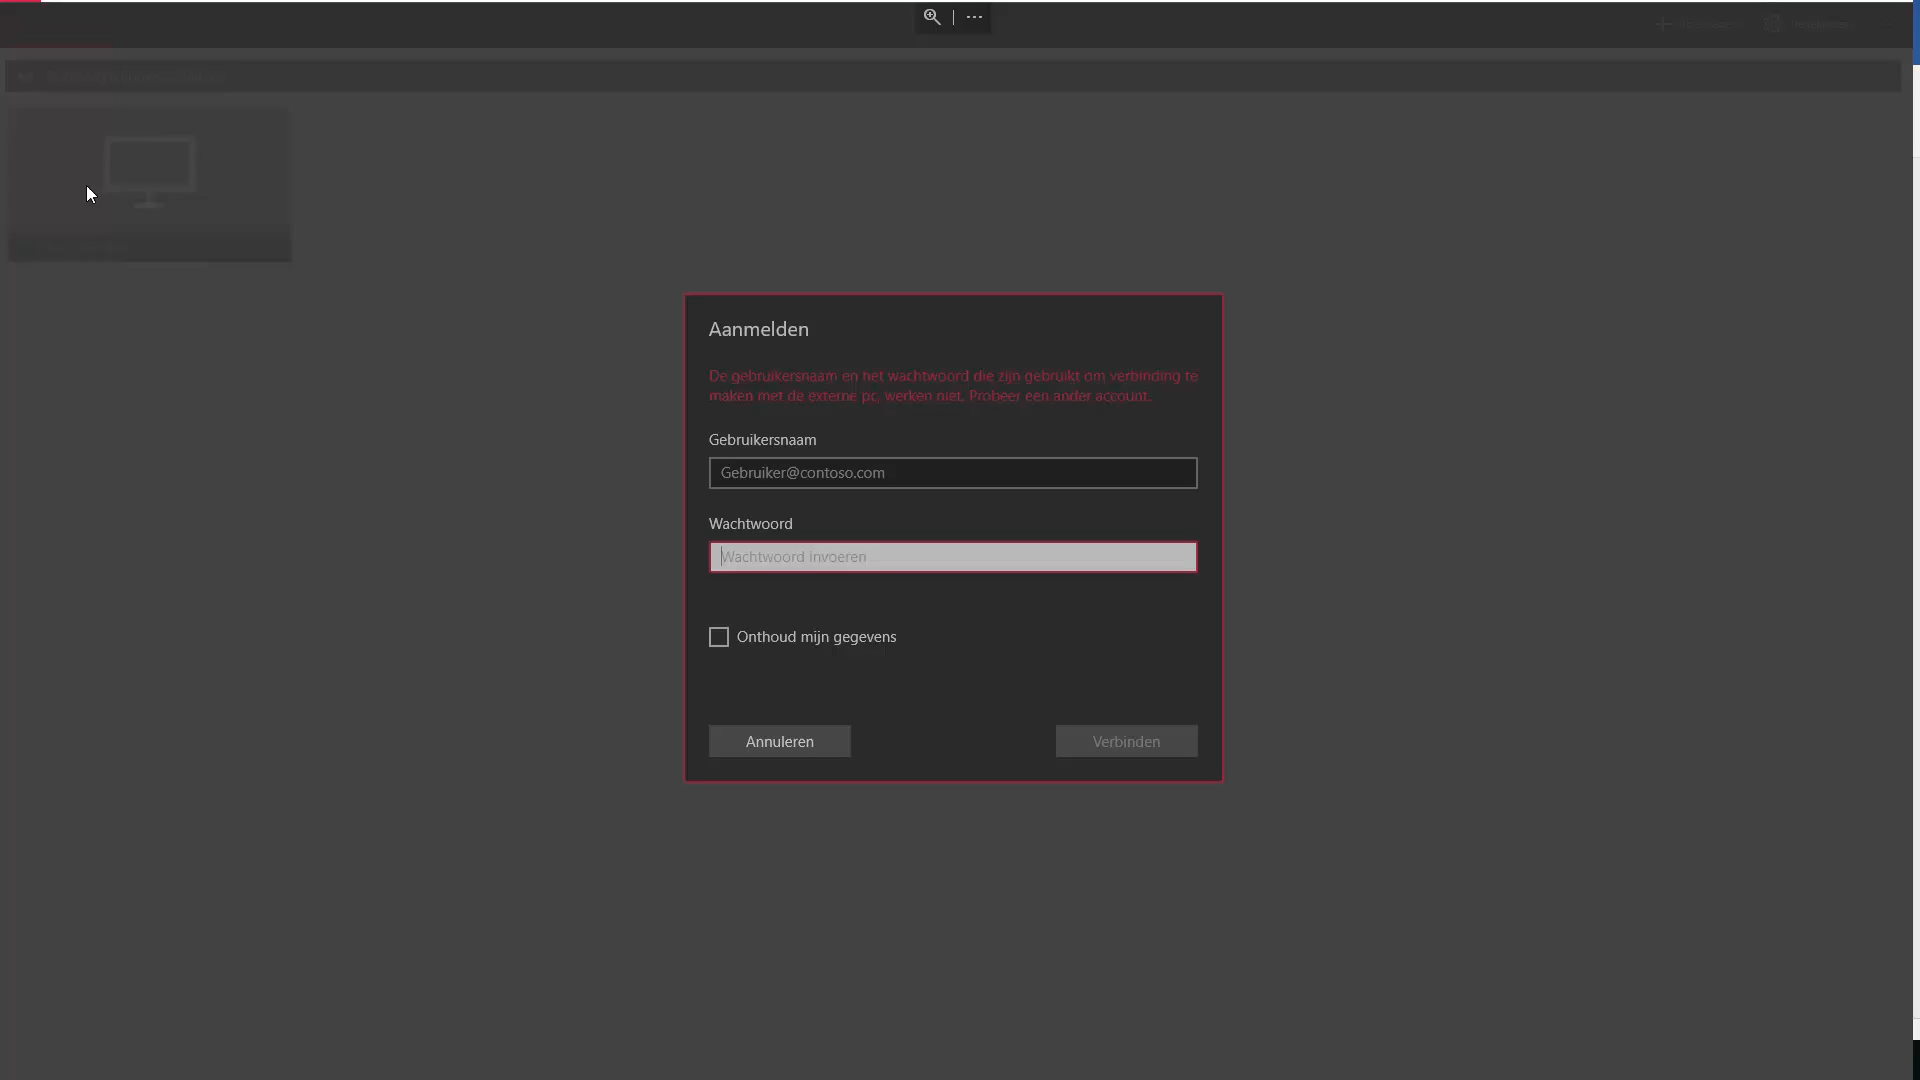 Aanmelden
De gebruikersnaam en het wachtwoord die zijn gebruikt om verbinding te
maken met de externe pc, werken niet. Probeer een ander account.
Gebruikersnaam
Gebruiker@contoso.com
Wachtwoord
Wachtwoord invoeren
Onthoud mijn gegevens
Annuleren
Verbinden